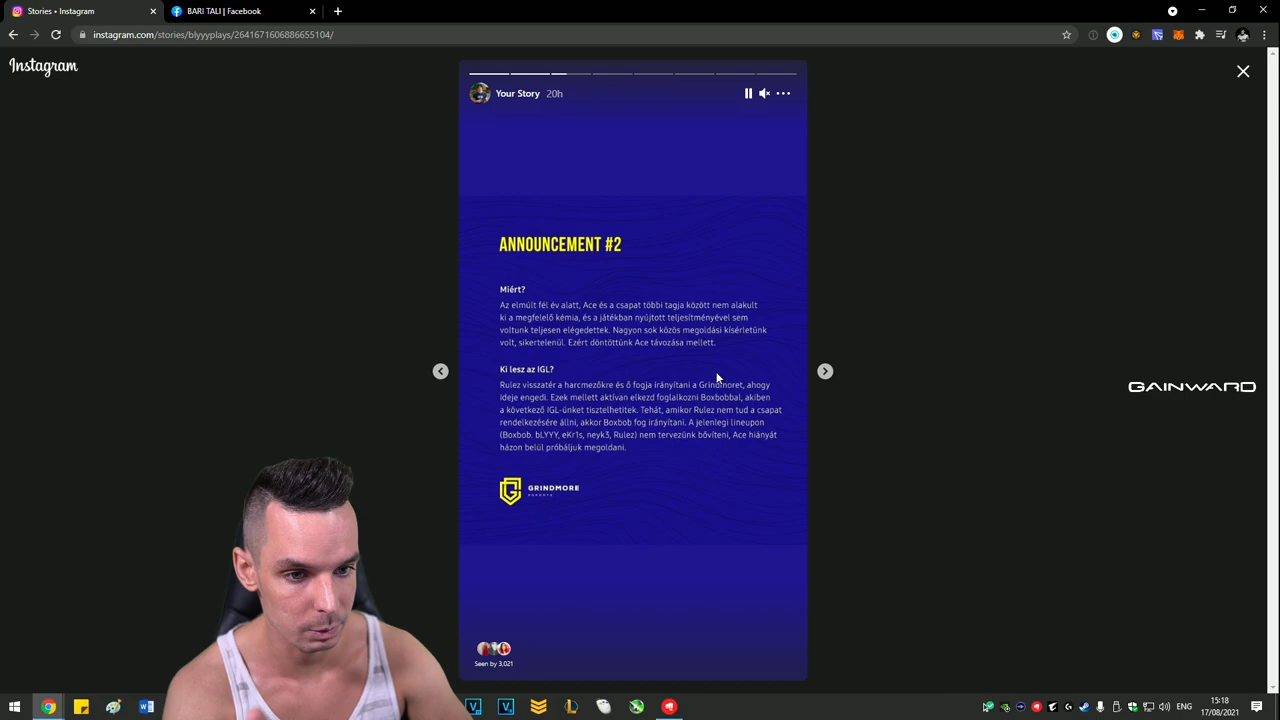 Stories • Instagram
BARI TALI | Facebook
instagram.com/stories/blyyyplays/2641671606886655104/
Instagram
Your Story 20h
ANNOUNCEMENT #2
Miért?
Az elmúlt fél év alatt, Ace és a csapat többi tagja között nem alakult
ki a megfelelő kémia, és a játékban nyújtott teljesítményével sem
voltunk teljesen elégedettek. Nagyon sok közös megoldási kísérletünk
volt, sikertelenül. Ezért döntöttünk Ace távozása mellett.
Ki lesz az IGL?
Rulez visszatér a harcmezőkre és ő fogja irányítani a Grindmoret, ahogy
ideje engedi. Ezek mellett aktívan elkezd foglalkozni Boxbobbal, akiben
a következő IGL-ünket tisztelhetitek. Tehát, amikor Rulez nem tud a csapat
rendelkezésére állni, akkor Boxbob fog irányítani. A jelenlegi lineupon
(Boxbob, bLYYY, eKr1s, neyk3, Rulez) nem tervezünk bővíteni, Ace hiányát
házon belül próbáljuk megoldani.
GRINDMORE
ESPORTS
Seen by 3,021
GAINWARD
ENG
15:18
17/08/2021